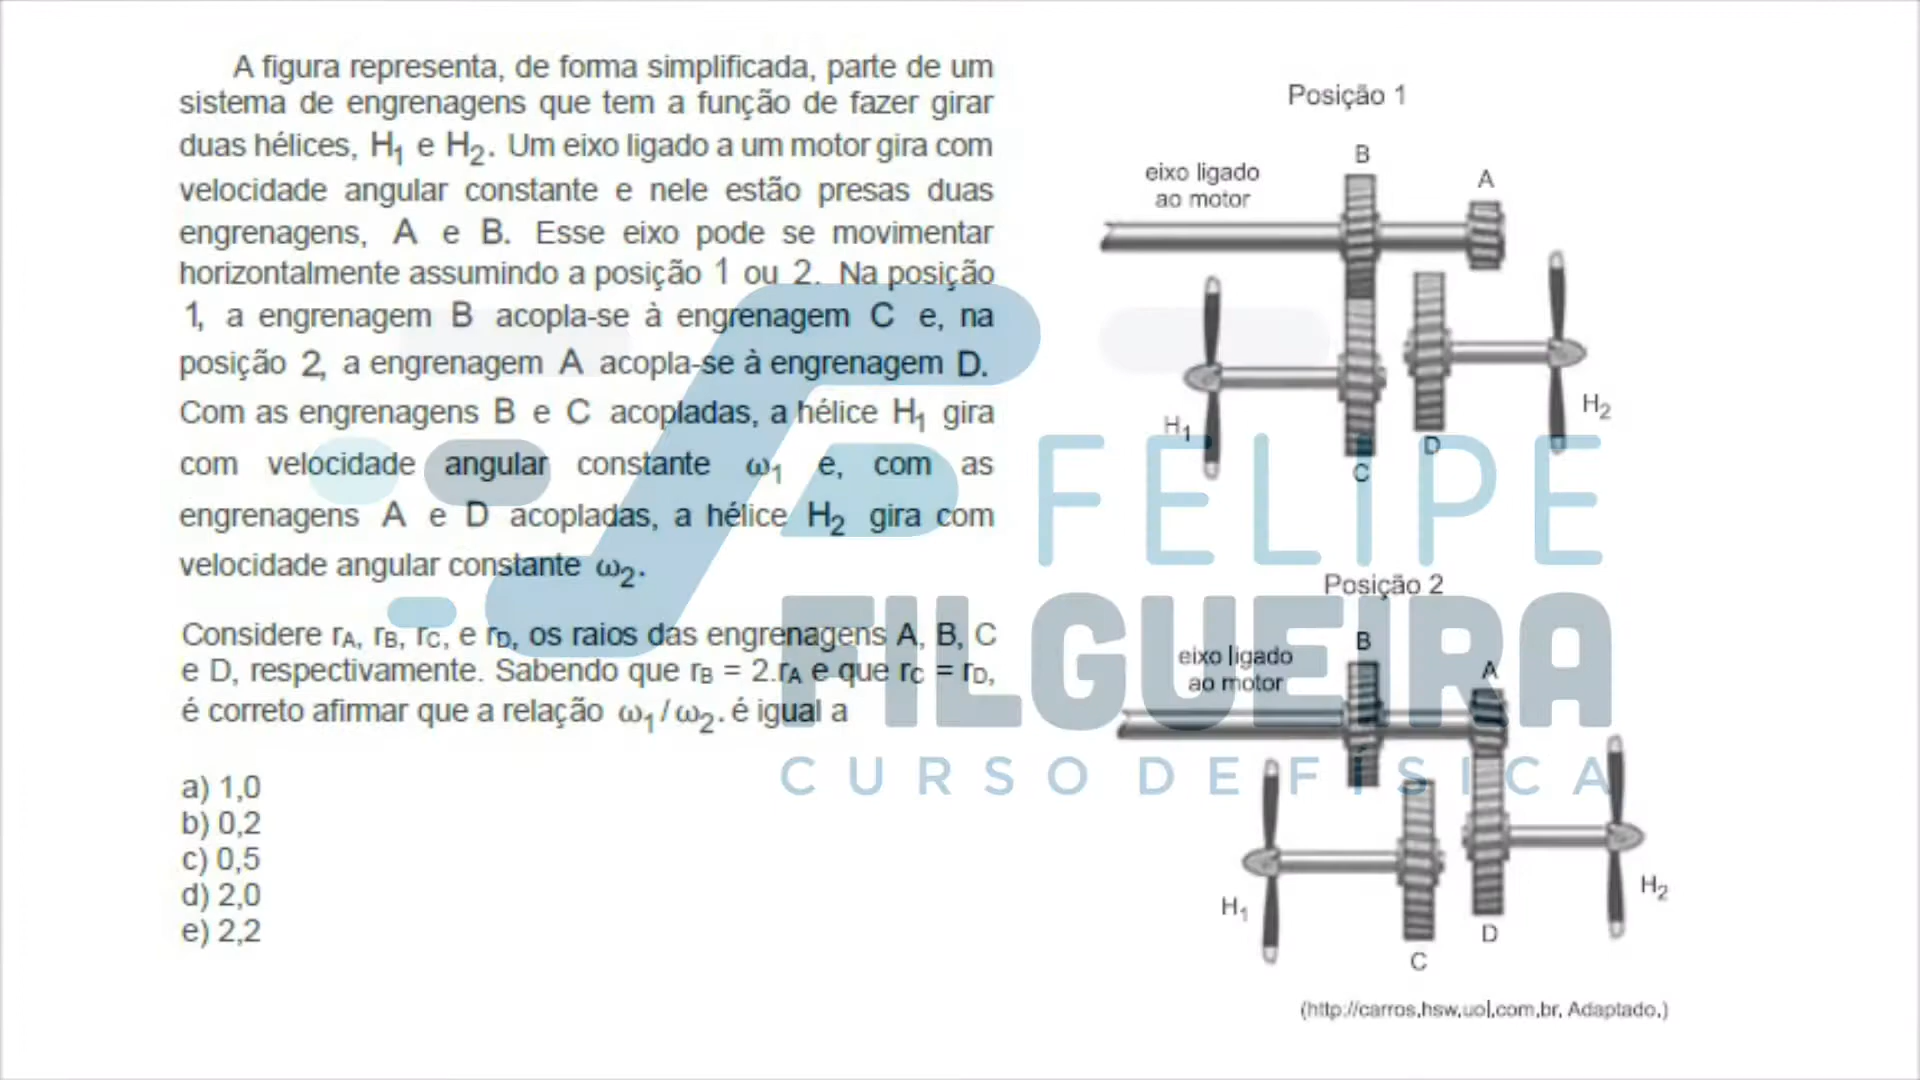 A figura representa, de forma simplificada, parte de um
sistema de engrenagens que tem a função de fazer girar
duas hélices, H₁ e H₂. Um eixo ligado a um motor gira com
velocidade angular constante e nele estão presas duas
engrenagens, A e B. Esse eixo pode se movimentar
horizontalmente assumindo a posição 1 ou 2. Na posição
1, a engrenagem B acopla-se à engrenagem C e, na
posição 2, a engrenagem A acopla-se à engrenagem D.
Com as engrenagens B e C acopladas, a hélice H₁ gira
com velocidade angular constante ω₁ e, com as
engrenagens A e D acopladas, a hélice H₂ gira com
velocidade angular constante ω₂.
Considere rA, rB, rC, e rD, os raios das engrenagens A, B, C
e D, respectivamente. Sabendo que rB = 2.rA e que rC = rD,
é correto afirmar que a relação ω₁/ω₂. é igual a
a) 1,0
b) 0,2
c) 0,5
d) 2,0
e) 2,2
Posição 1
eixo ligado
ao motor
B
A
H₁
C
D
H₂
Posição 2
eixo ligado
ao motor
B
A
H₁
C
D
H₂
(http://carros.hsw.uol.com.br. Adaptado.)
FELIPE
FILGUEIRA
CURSO DE FÍSICA